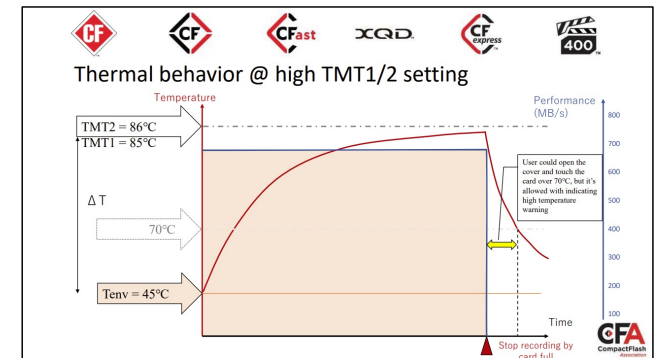 CF
CF
CFast
XQD
CF express
400
Thermal behavior @ high TMT1/2 setting
Temperature
Performance
(MB/s)
TMT2 = 86℃
TMT1 = 85℃
800
700
600
500
400
300
200
100
User could open the
cover and touch the
card over 70℃, but it's
allowed with indicating
high temperature
warning
Δ T
70℃
Tenv = 45℃
Time
Stop recording by
card full
CFA
CompactFlash
Association